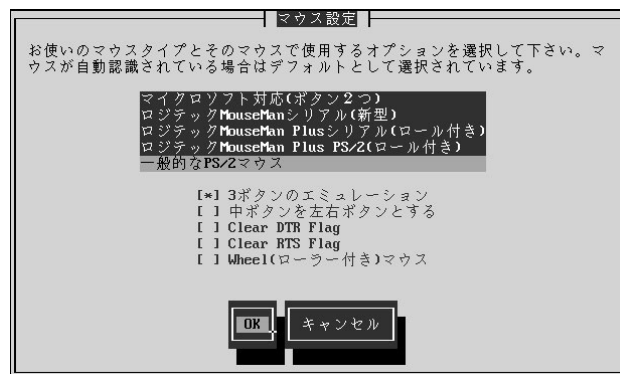 マウス設定
お使いのマウスタイプとそのマウスで使用するオプションを選択して下さい。マ
ウスが自動認識されている場合はデフォルトとして選択されています。
マイクロソフト対応(ボタン2つ)
ロジテックMouseManシリアル(新型)
ロジテックMouseMan Plusシリアル(ロール付き)
ロジテックMouseMan Plus PS/2(ロール付き)
一般的なPS/2マウス
[*] 3ボタンのエミュレーション
[ ] 中ボタンを左右ボタンとする
[ ] Clear DTR Flag
[ ] Clear RTS Flag
[ ] Wheel(ローラー付き)マウス
OK
キャンセル